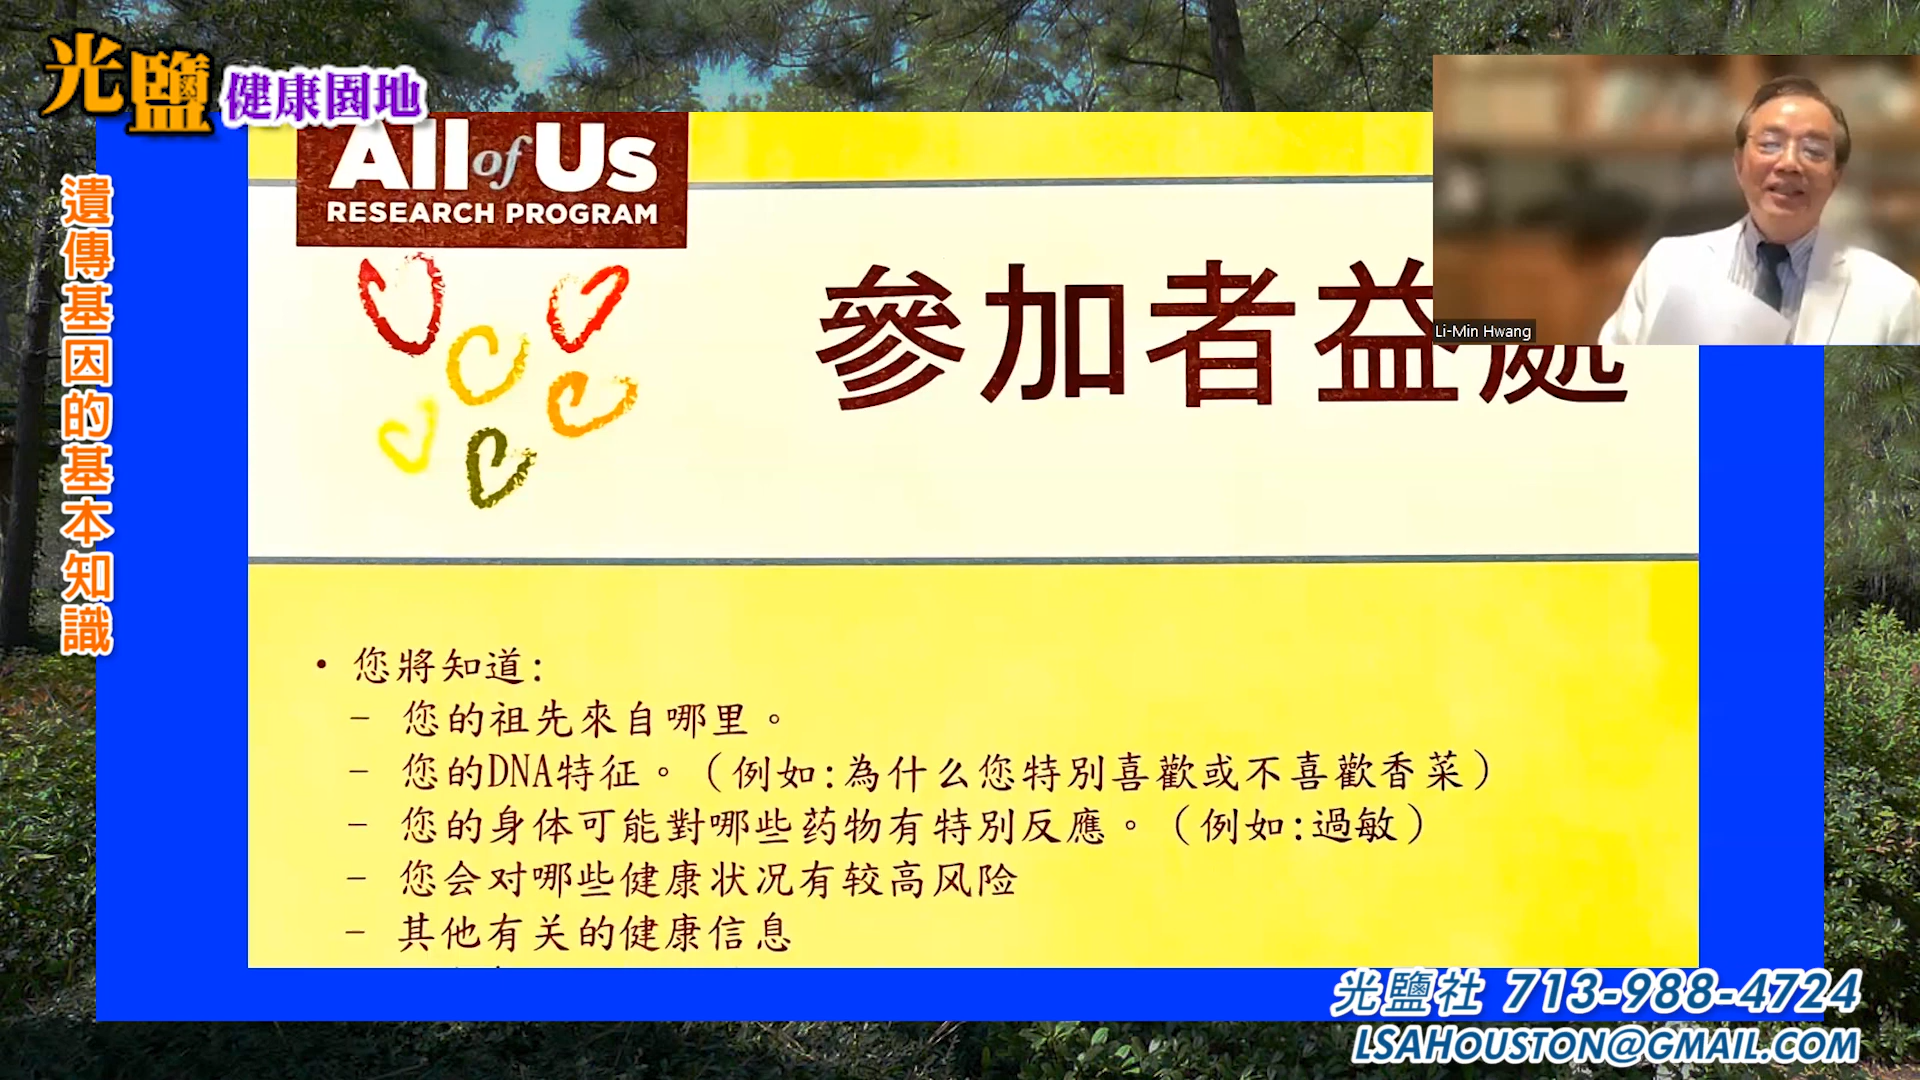 光鹽健康園地
遺傳基因的基本知識
All of Us
RESEARCH PROGRAM
參加者益處
Li-Min Hwang
• 您將知道:
- 您的祖先來自哪里。
- 您的DNA特征。(例如:為什么您特別喜歡或不喜歡香菜)
- 您的身体可能對哪些药物有特別反應。(例如:過敏)
- 您会对哪些健康状况有较高风险
- 其他有关的健康信息
光鹽社 713-988-4724
LSAHOUSTON@GMAIL.COM